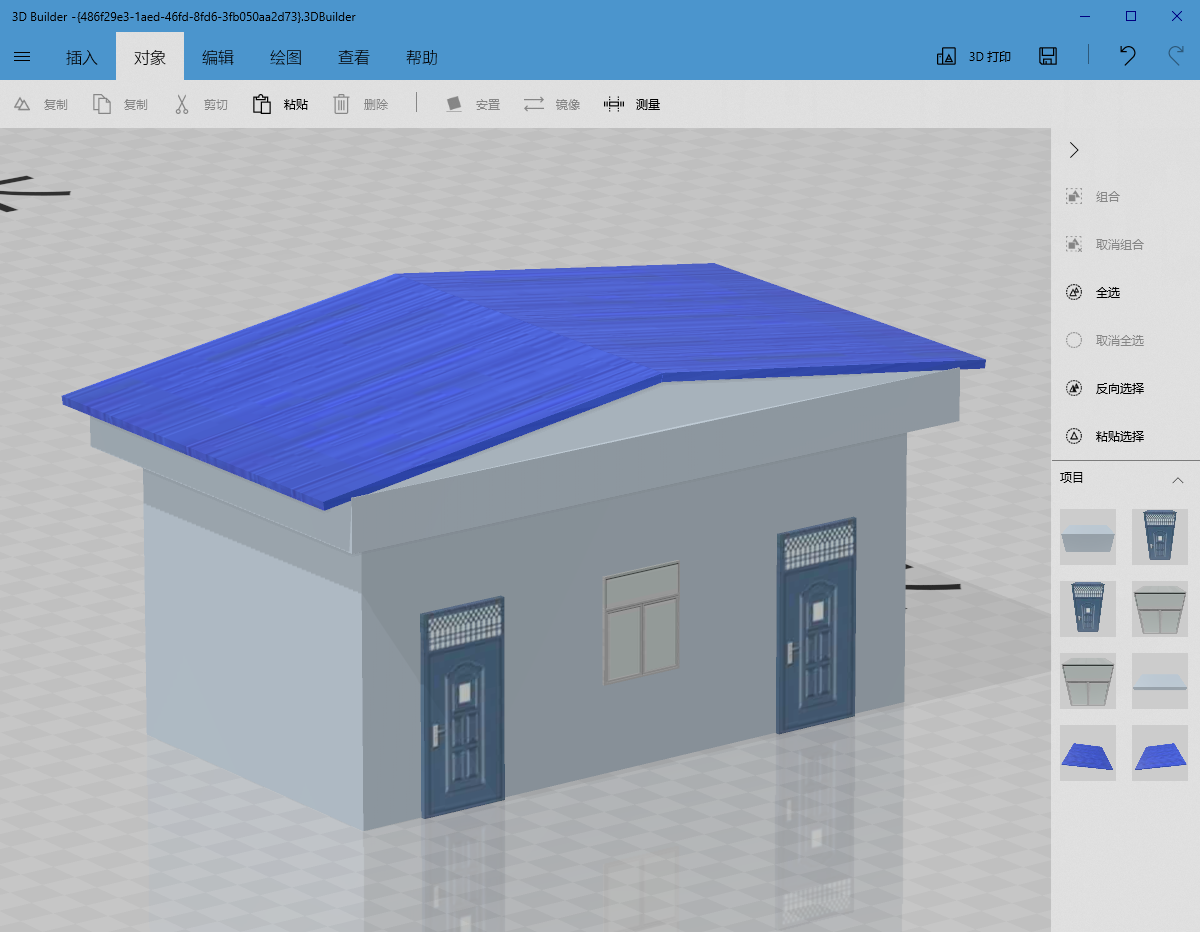 3D Builder -{486f29e3-1aed-46fd-8fd6-3fb050aa2d73}.3DBuilder
插入 对象 编辑 绘图 查看 帮助 3D 打印
复制 复制 剪切 粘贴 删除 安置 镜像 测量
组合
取消组合
全选
取消全选
反向选择
粘贴选择
项目